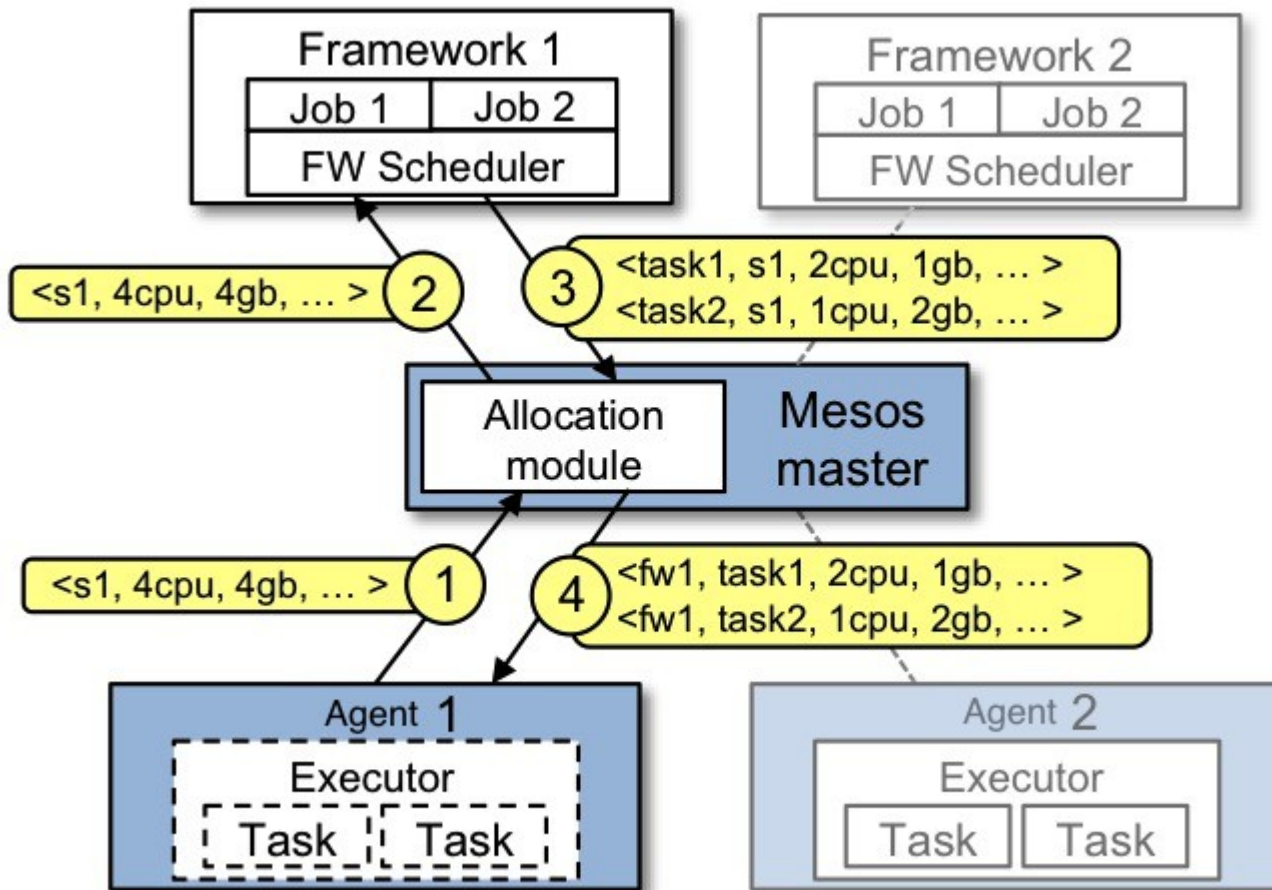 Framework 1
Job 1 Job 2
FW Scheduler
Framework 2
Job 1 Job 2
FW Scheduler
<s1, 4cpu, 4gb, … >
2
3
<task1, s1, 2cpu, 1gb, … >
<task2, s1, 1cpu, 2gb, … >
Allocation
module
Mesos
master
<s1, 4cpu, 4gb, … >
1
4
<fw1, task1, 2cpu, 1gb, … >
<fw1, task2, 1cpu, 2gb, … >
Agent 1
Executor
Task Task
Agent 2
Executor
Task Task